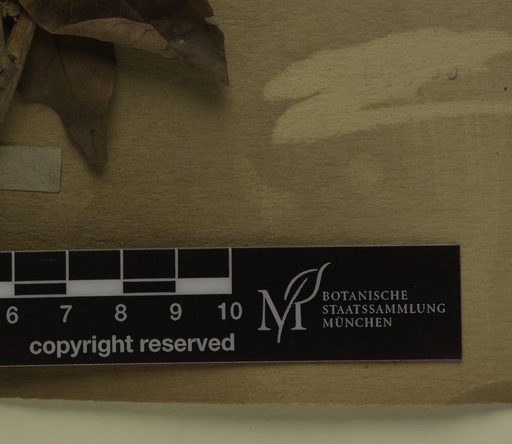 6 7 8 9 10
copyright reserved
BOTANISCHE
STAATSSAMMLUNG
MÜNCHEN